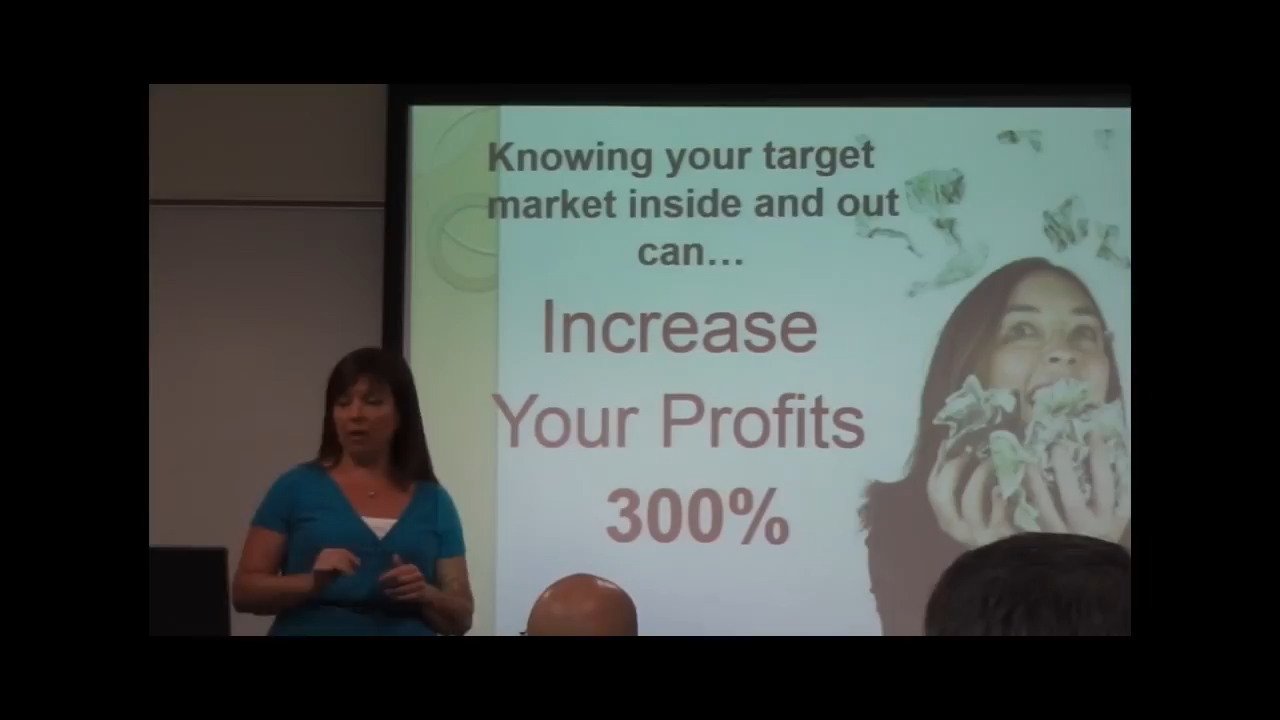 Knowing your target
market inside and out
can...
Increase
Your Profits
300%